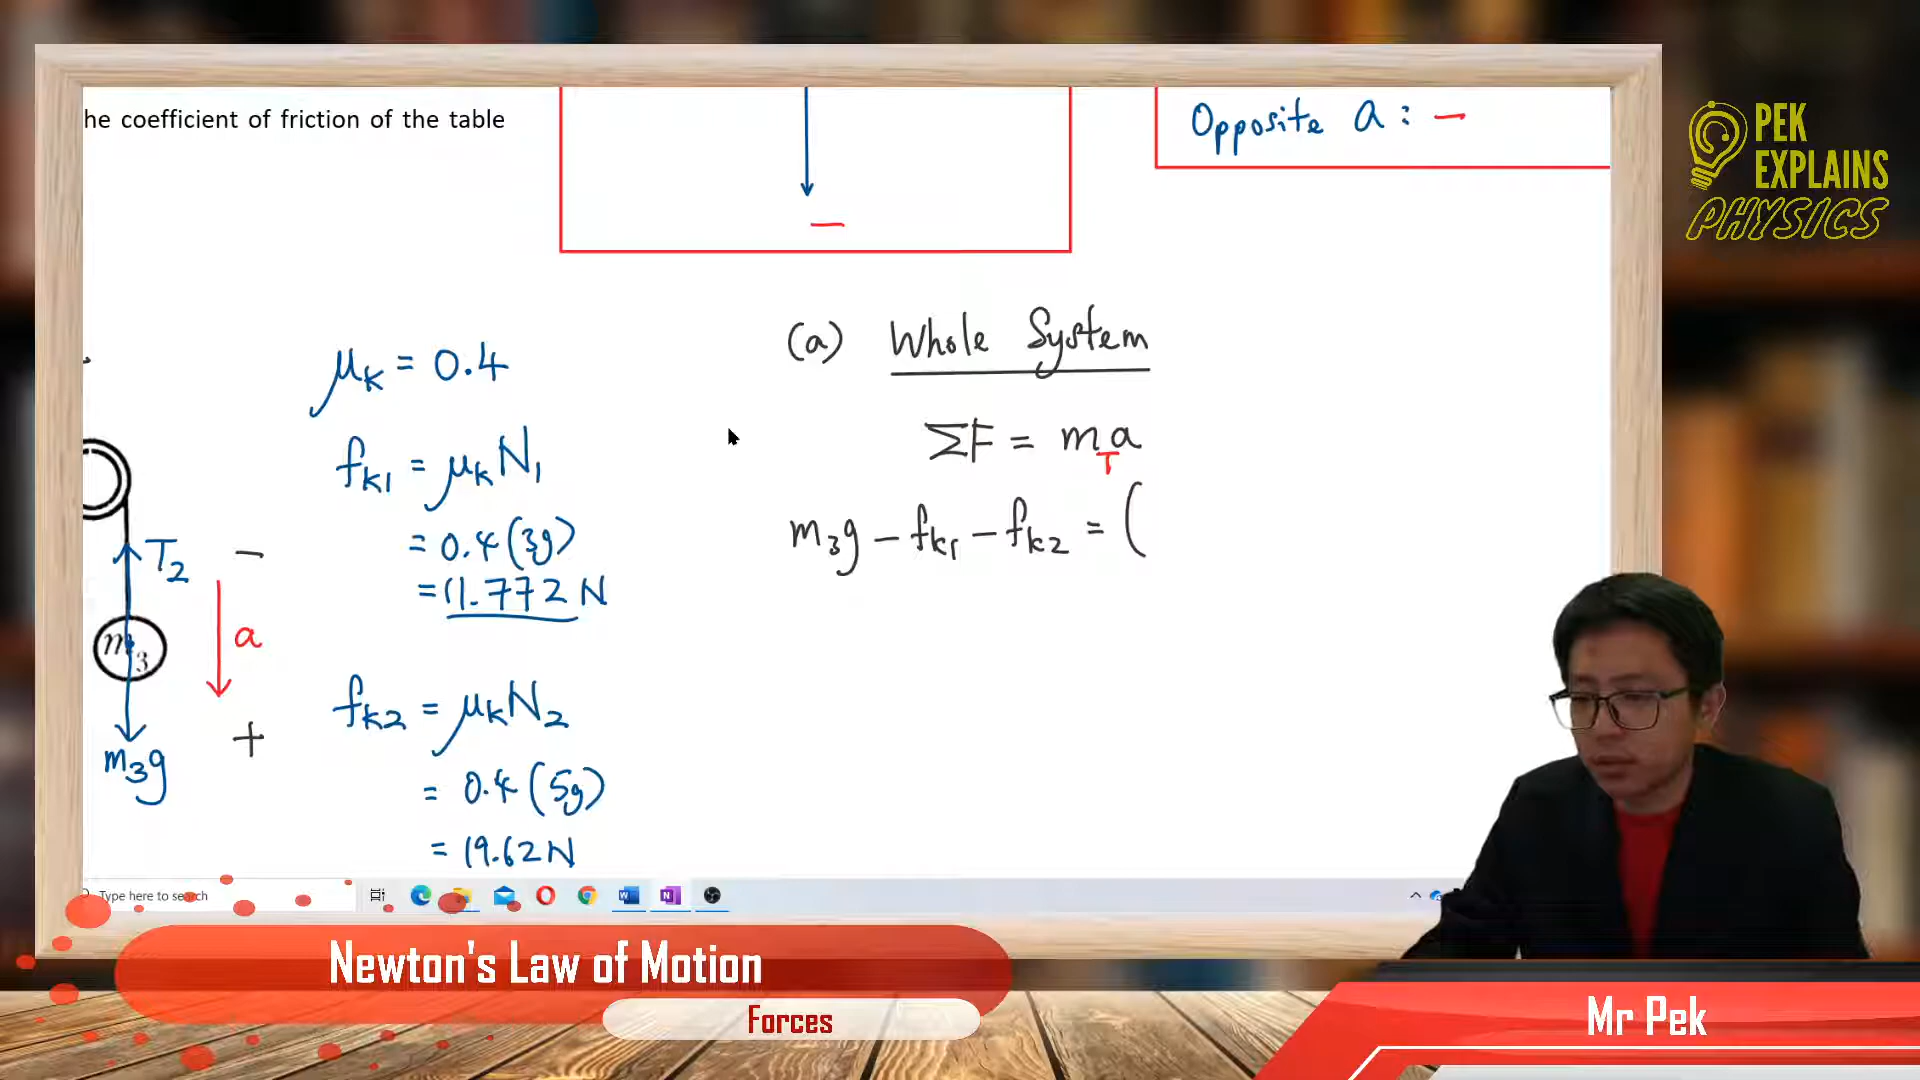 he coefficient of friction of the table
Opposite a : −
−
PEK
EXPLAINS
PHYSICS
(a) Whole System
μk = 0.4
ΣF = mTa
fk1 = μkN1
m3g − fk1 − fk2 = (
= 0.4 (3g)
= 11.772 N
T2
−
a
m3
+
m3g
fk2 = μkN2
= 0.4 (5g)
= 19.62 N
Type here to search
Newton's Law of Motion
Forces
Mr Pek